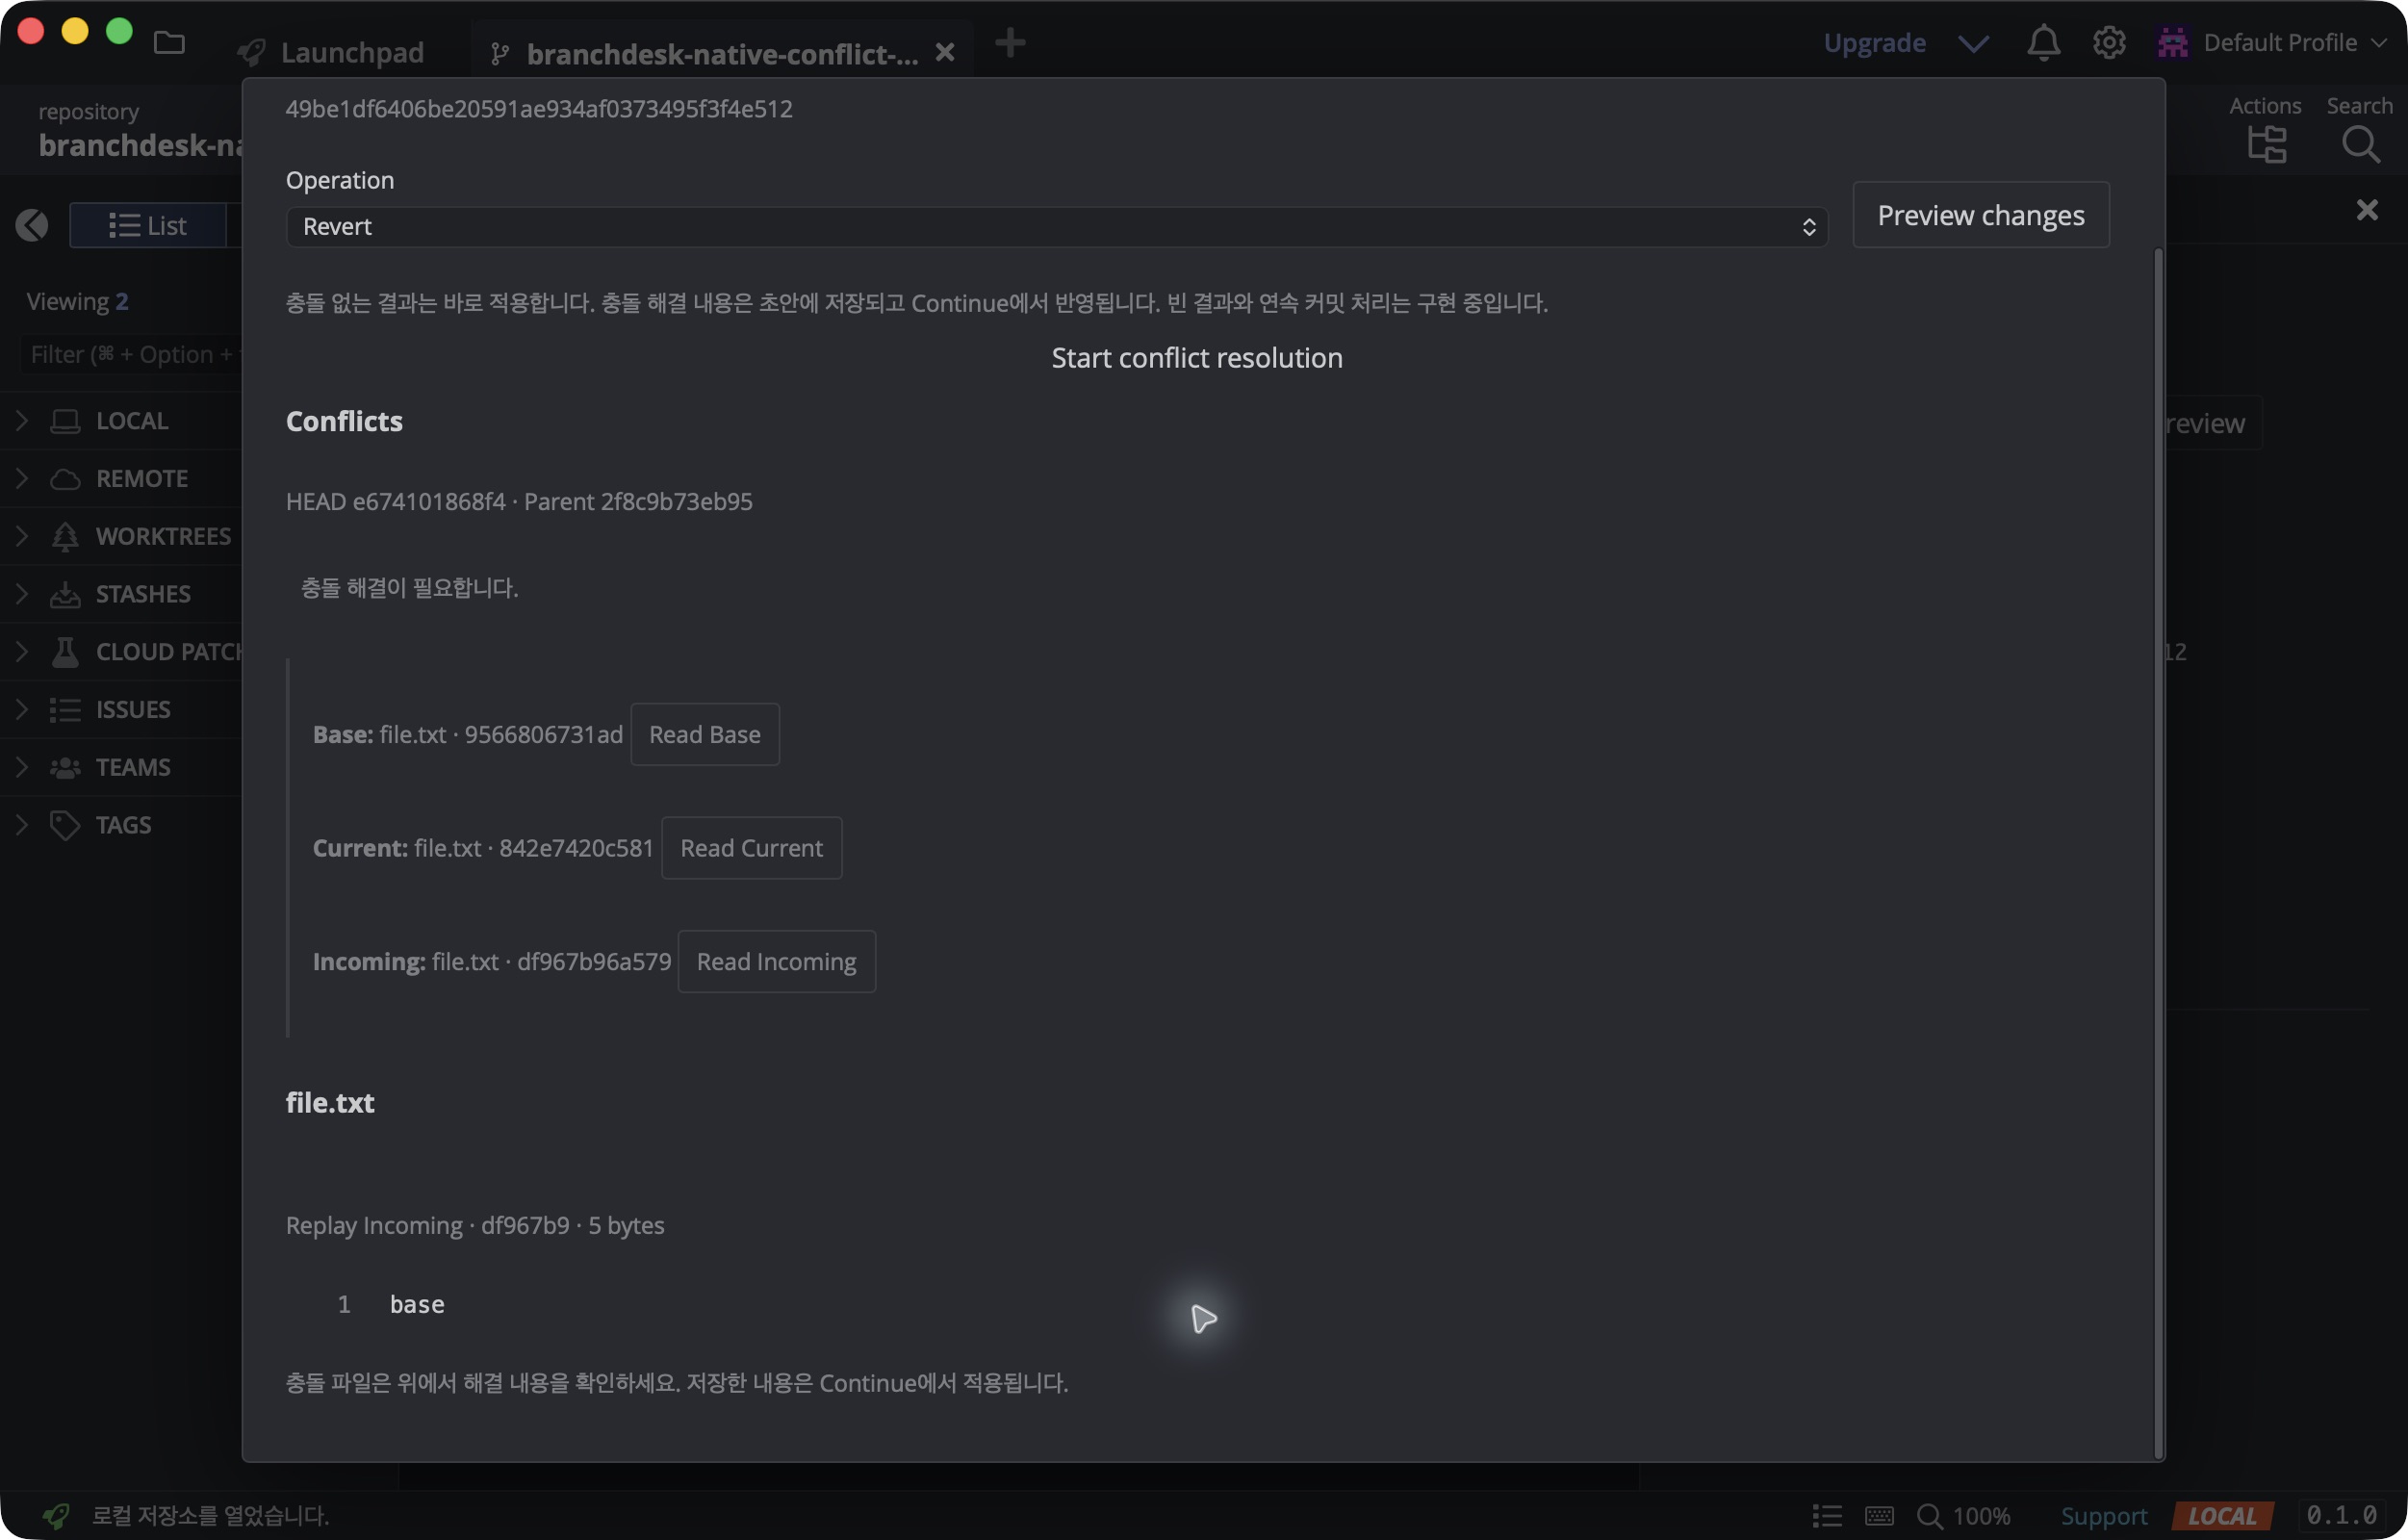 Launchpad
branchdesk-native-conflict-...
Upgrade
Default Profile
repository
branchdesk-na
Actions
Search
49be1df6406be20591ae934af0373495f3f4e512
Operation
Revert
Preview changes
List
Viewing 2
Filter (⌘ + Option +
충돌 없는 결과는 바로 적용합니다. 충돌 해결 내용은 초안에 저장되고 Continue에서 반영됩니다. 빈 결과와 연속 커밋 처리는 구현 중입니다.
Start conflict resolution
LOCAL
Conflicts
review
REMOTE
HEAD e674101868f4 · Parent 2f8c9b73eb95
WORKTREES
충돌 해결이 필요합니다.
STASHES
CLOUD PATCH
12
ISSUES
Base: file.txt · 9566806731ad
Read Base
TEAMS
TAGS
Current: file.txt · 842e7420c581
Read Current
Incoming: file.txt · df967b96a579
Read Incoming
file.txt
Replay Incoming · df967b9 · 5 bytes
1 base
충돌 파일은 위에서 해결 내용을 확인하세요. 저장한 내용은 Continue에서 적용됩니다.
로컬 저장소를 열었습니다.
100%
Support
LOCAL
0.1.0